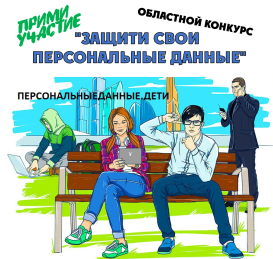 ПРИМИ
УЧАСТИЕ
ОБЛАСТНОЙ КОНКУРС
"ЗАЩИТИ СВОИ
ПЕРСОНАЛЬНЫЕ ДАННЫЕ"
ПЕРСОНАЛЬНЫЕДАННЫЕ.ДЕТИ